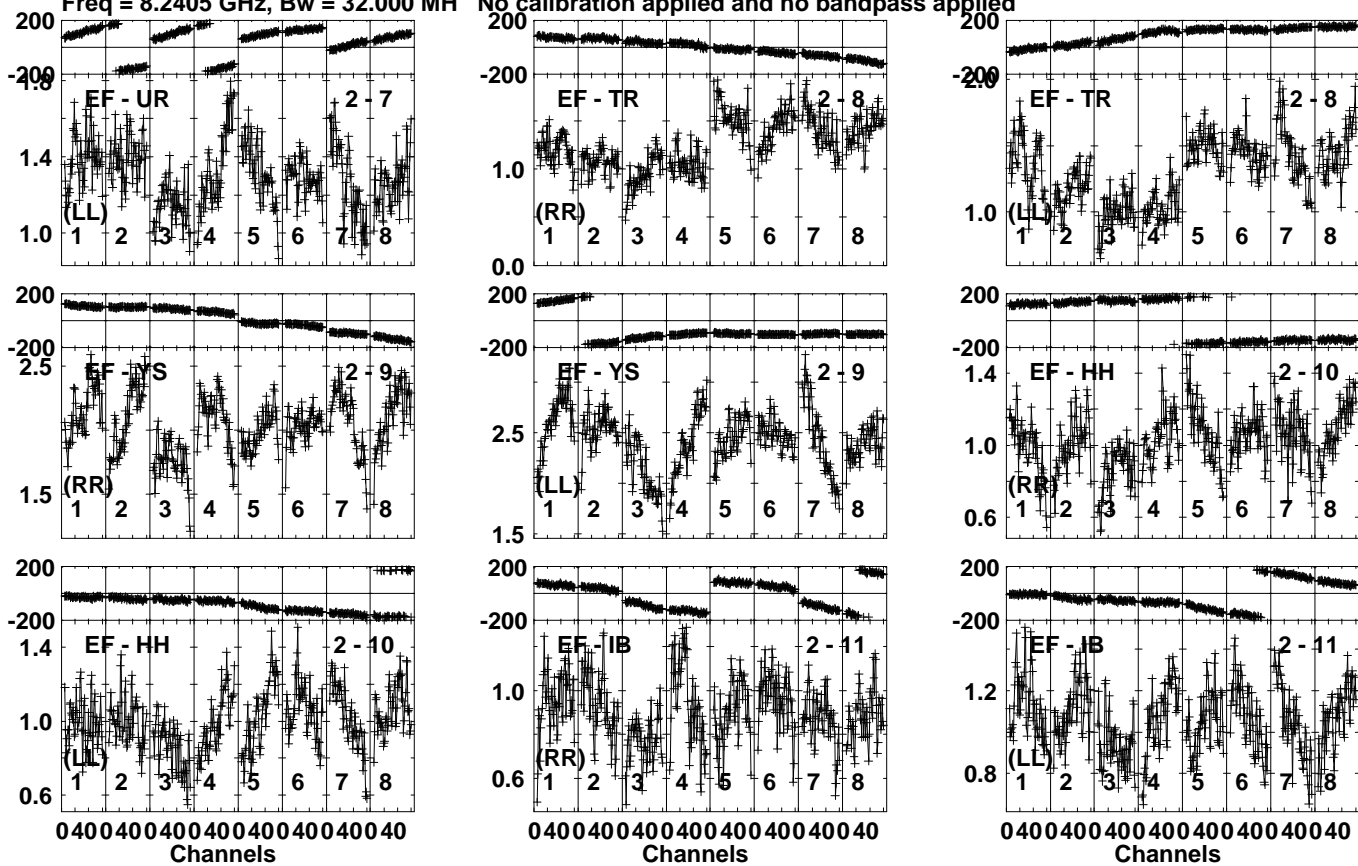 Freq = 8.2405 GHz, Bw = 32.000 MH No calibration applied and no bandpass applied
200
-200
1.8
1.4
1.0
EF - UR
2 - 7
(LL)
1 2 3 4 5 6 7 8
200
-200
1.0
0.0
EF - TR
2 - 8
(RR)
1 2 3 4 5 6 7 8
200
-200
2.0
1.0
EF - TR
2 - 8
(LL)
1 2 3 4 5 6 7 8
200
-200
2.5
1.5
EF - YS
2 - 9
(RR)
1 2 3 4 5 6 7 8
200
-200
2.5
1.5
EF - YS
2 - 9
(LL)
1 2 3 4 5 6 7 8
200
-200
1.4
1.0
0.6
EF - HH
2 - 10
(RR)
1 2 3 4 5 6 7 8
200
-200
1.4
1.0
0.6
EF - HH
2 - 10
(LL)
1 2 3 4 5 6 7 8
0 40 0 40 0 40 0 40 0 40 0 40 0 40 0 40
Channels
200
-200
1.0
0.6
EF - IB
2 - 11
(RR)
1 2 3 4 5 6 7 8
0 40 0 40 0 40 0 40 0 40 0 40 0 40 0 40
Channels
200
-200
1.2
0.8
EF - IB
2 - 11
(LL)
1 2 3 4 5 6 7 8
0 40 0 40 0 40 0 40 0 40 0 40 0 40 0 40
Channels